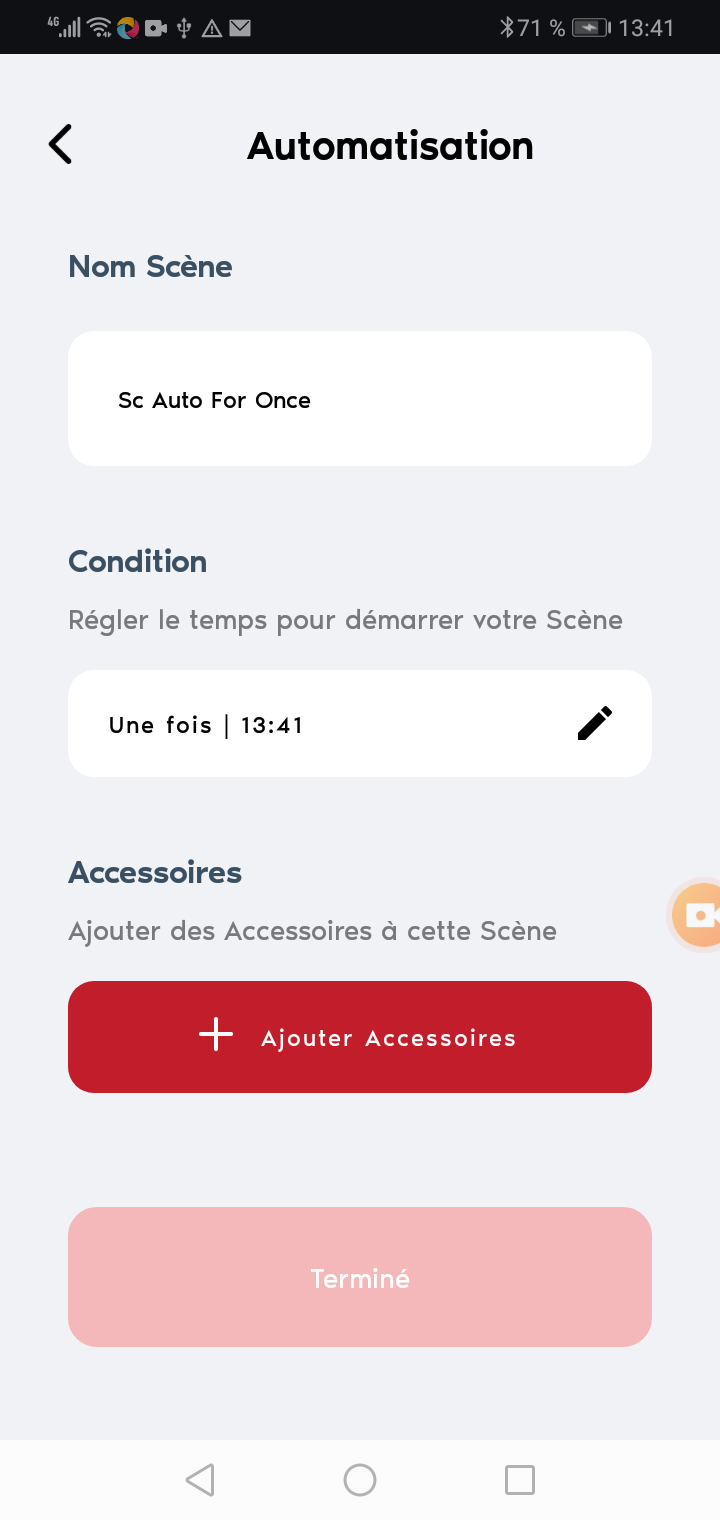 4G 71 % 13:41
Automatisation
Nom Scène
Sc Auto For Once
Condition
Régler le temps pour démarrer votre Scène
Une fois | 13:41
Accessoires
Ajouter des Accessoires à cette Scène
Ajouter Accessoires
Terminé